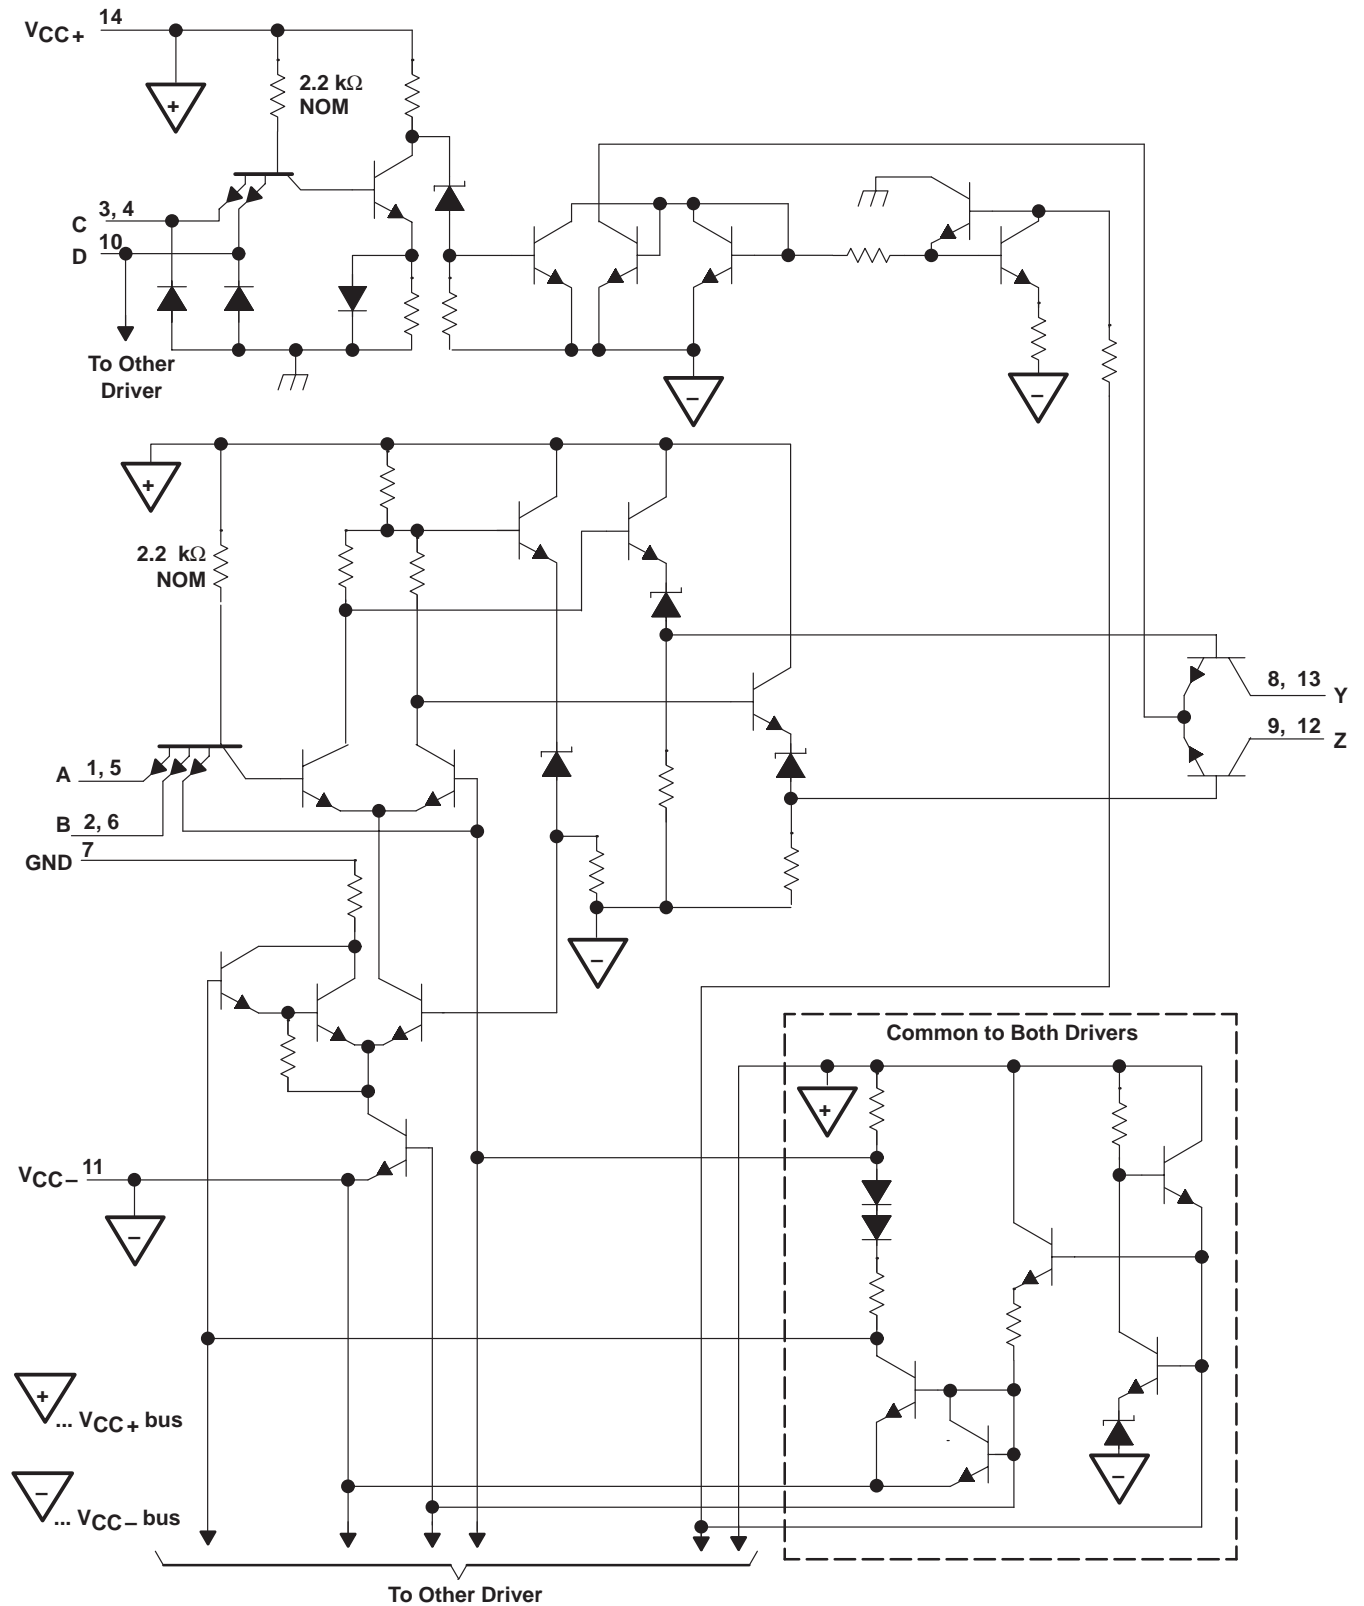 VCC+ 14
2.2 kΩ
NOM
+
C 3, 4
D 10
To Other
Driver
–
–
+
2.2 kΩ
NOM
8, 13 Y
9, 12 Z
A 1, 5
B 2, 6
GND 7
–
Common to Both Drivers
+
VCC– 11
–
+ ... VCC+ bus
–
– ... VCC– bus
To Other Driver